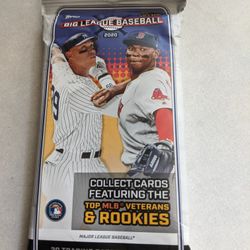 Topps
BIG LEAGUE BASEBALL
2020
COLLECT CARDS
FEATURING THE
TOP MLB VETERANS
& ROOKIES
MAJOR LEAGUE BASEBALL